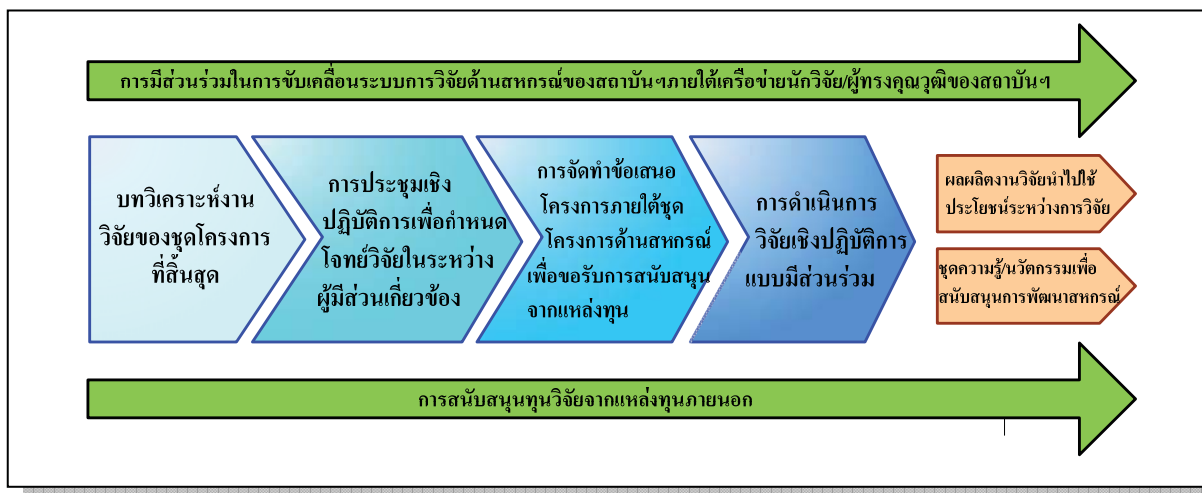 การมีส่วนร่วมในการขับเคลื่อนระบบการวิจัยด้านสหกรณ์ของสถาบันฯภายใต้เครือข่ายนักวิจัย/ผู้ทรงคุณวุฒิของสถาบันฯ
บทวิเคราะห์งาน
วิจัยของชุดโครงการ
ที่สิ้นสุด
การประชุมเชิง
ปฏิบัติการเพื่อกำหนด
โจทย์วิจัยในระหว่าง
ผู้มีส่วนเกี่ยวข้อง
การจัดทำข้อเสนอ
โครงการภายใต้ชุด
โครงการด้านสหกรณ์
เพื่อขอรับการสนับสนุน
จากแหล่งทุน
การดำเนินการ
วิจัยเชิงปฏิบัติการ
แบบมีส่วนร่วม
ผลผลิตงานวิจัยนำไปใช้
ประโยชน์ระหว่างการวิจัย
ชุดความรู้/นวัตกรรมเพื่อ
สนับสนุนการพัฒนาสหกรณ์
การสนับสนุนทุนวิจัยจากแหล่งทุนภายนอก